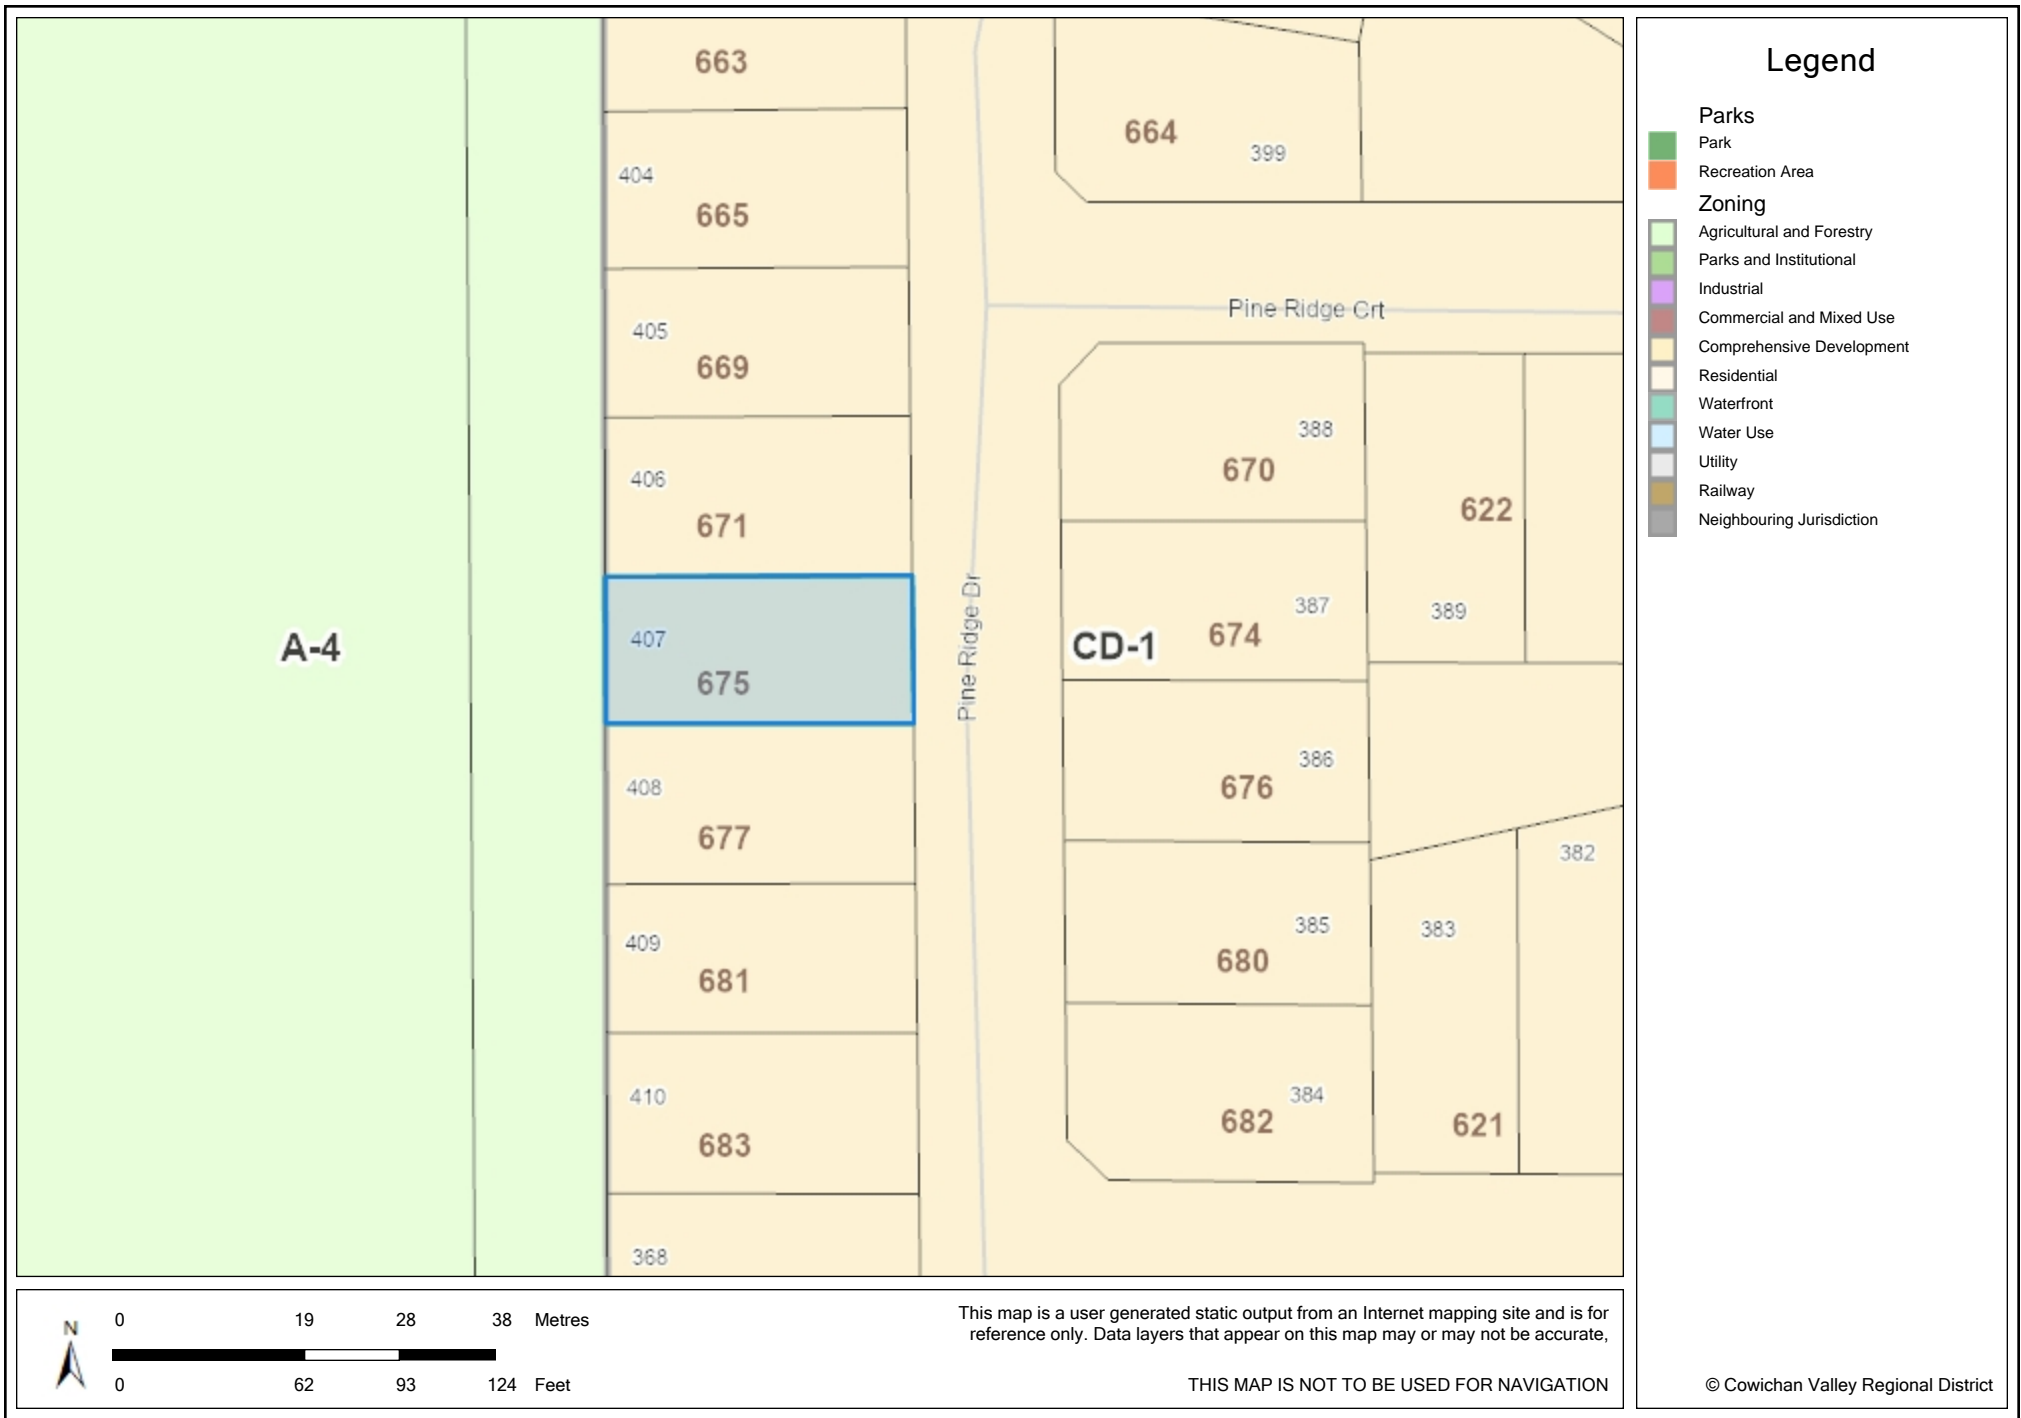 663
664
399
404
665
405
669
Pine Ridge Crt
406
671
388
670
622
407
675
Pine Ridge Dr
CD-1
387
674
389
A-4
408
677
386
676
382
409
681
385
680
383
410
683
384
682
621
368
Legend
Parks
Park
Recreation Area
Zoning
Agricultural and Forestry
Parks and Institutional
Industrial
Commercial and Mixed Use
Comprehensive Development
Residential
Waterfront
Water Use
Utility
Railway
Neighbouring Jurisdiction
N
0 19 28 38 Metres
0 62 93 124 Feet
This map is a user generated static output from an Internet mapping site and is for
reference only. Data layers that appear on this map may or may not be accurate,
THIS MAP IS NOT TO BE USED FOR NAVIGATION
© Cowichan Valley Regional District